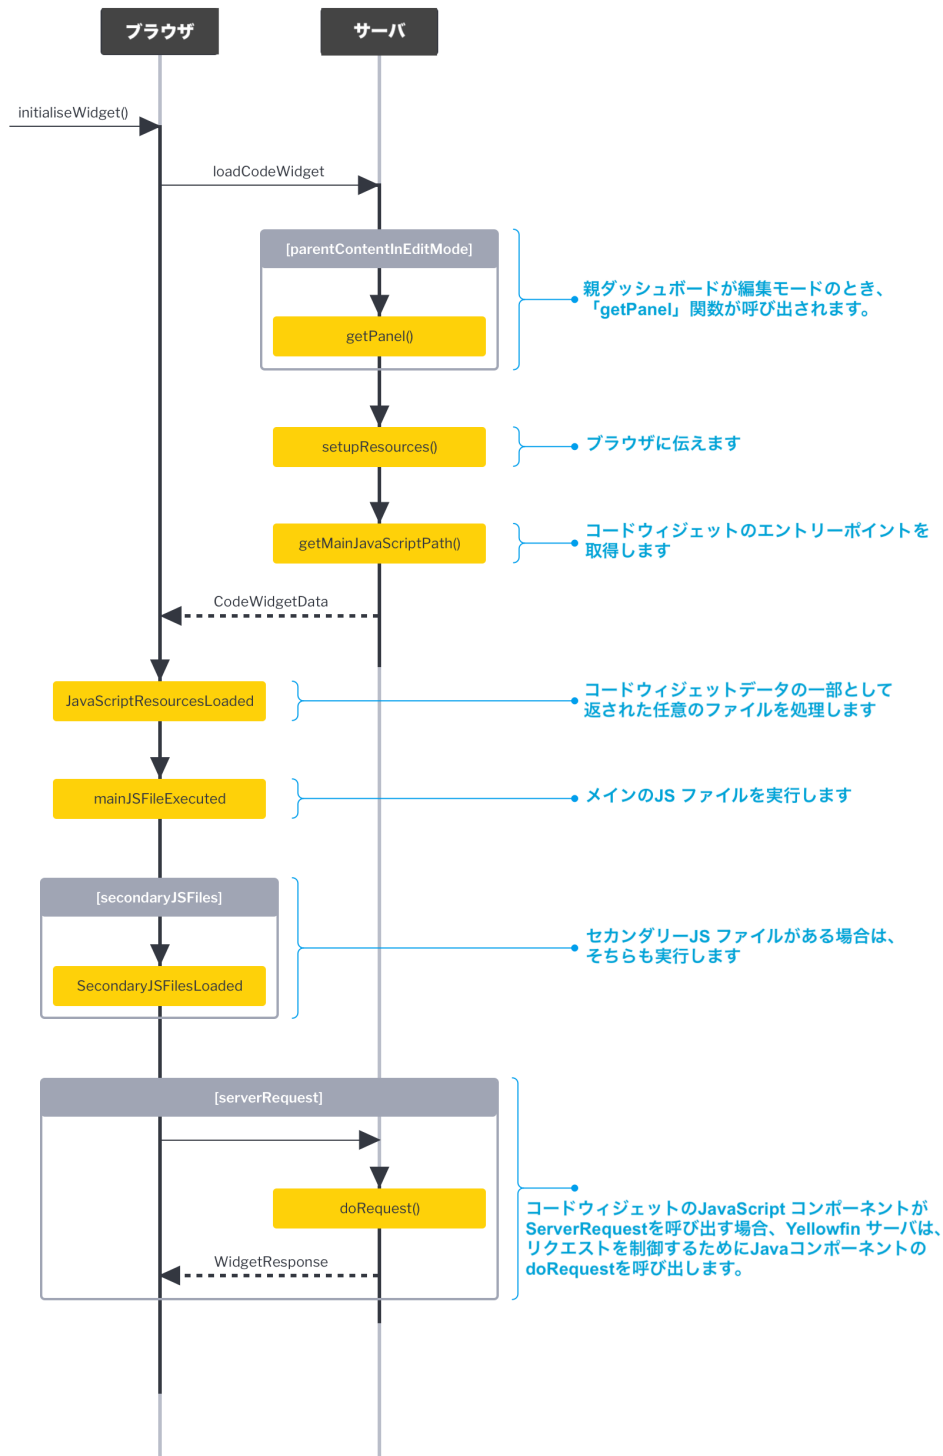 ブラウザ
サーバ
initialiseWidget()
loadCodeWidget
[parentContentInEditMode]
親ダッシュボードが編集モードのとき、
「getPanel」関数が呼び出されます。
getPanel()
setupResources()
ブラウザに伝えます
getMainJavaScriptPath()
コードウィジェットのエントリーポイントを
取得します
CodeWidgetData
JavaScriptResourcesLoaded
コードウィジェットデータの一部として
返された任意のファイルを処理します
mainJSFileExecuted
メインのJS ファイルを実行します
[secondaryJSFiles]
セカンダリーJS ファイルがある場合は、
そちらも実行します
SecondaryJSFilesLoaded
[serverRequest]
doRequest()
コードウィジェットのJavaScript コンポーネントが
ServerRequestを呼び出す場合、Yellowfin サーバは、
リクエストを制御するためにJavaコンポーネントの
doRequestを呼び出します。
WidgetResponse